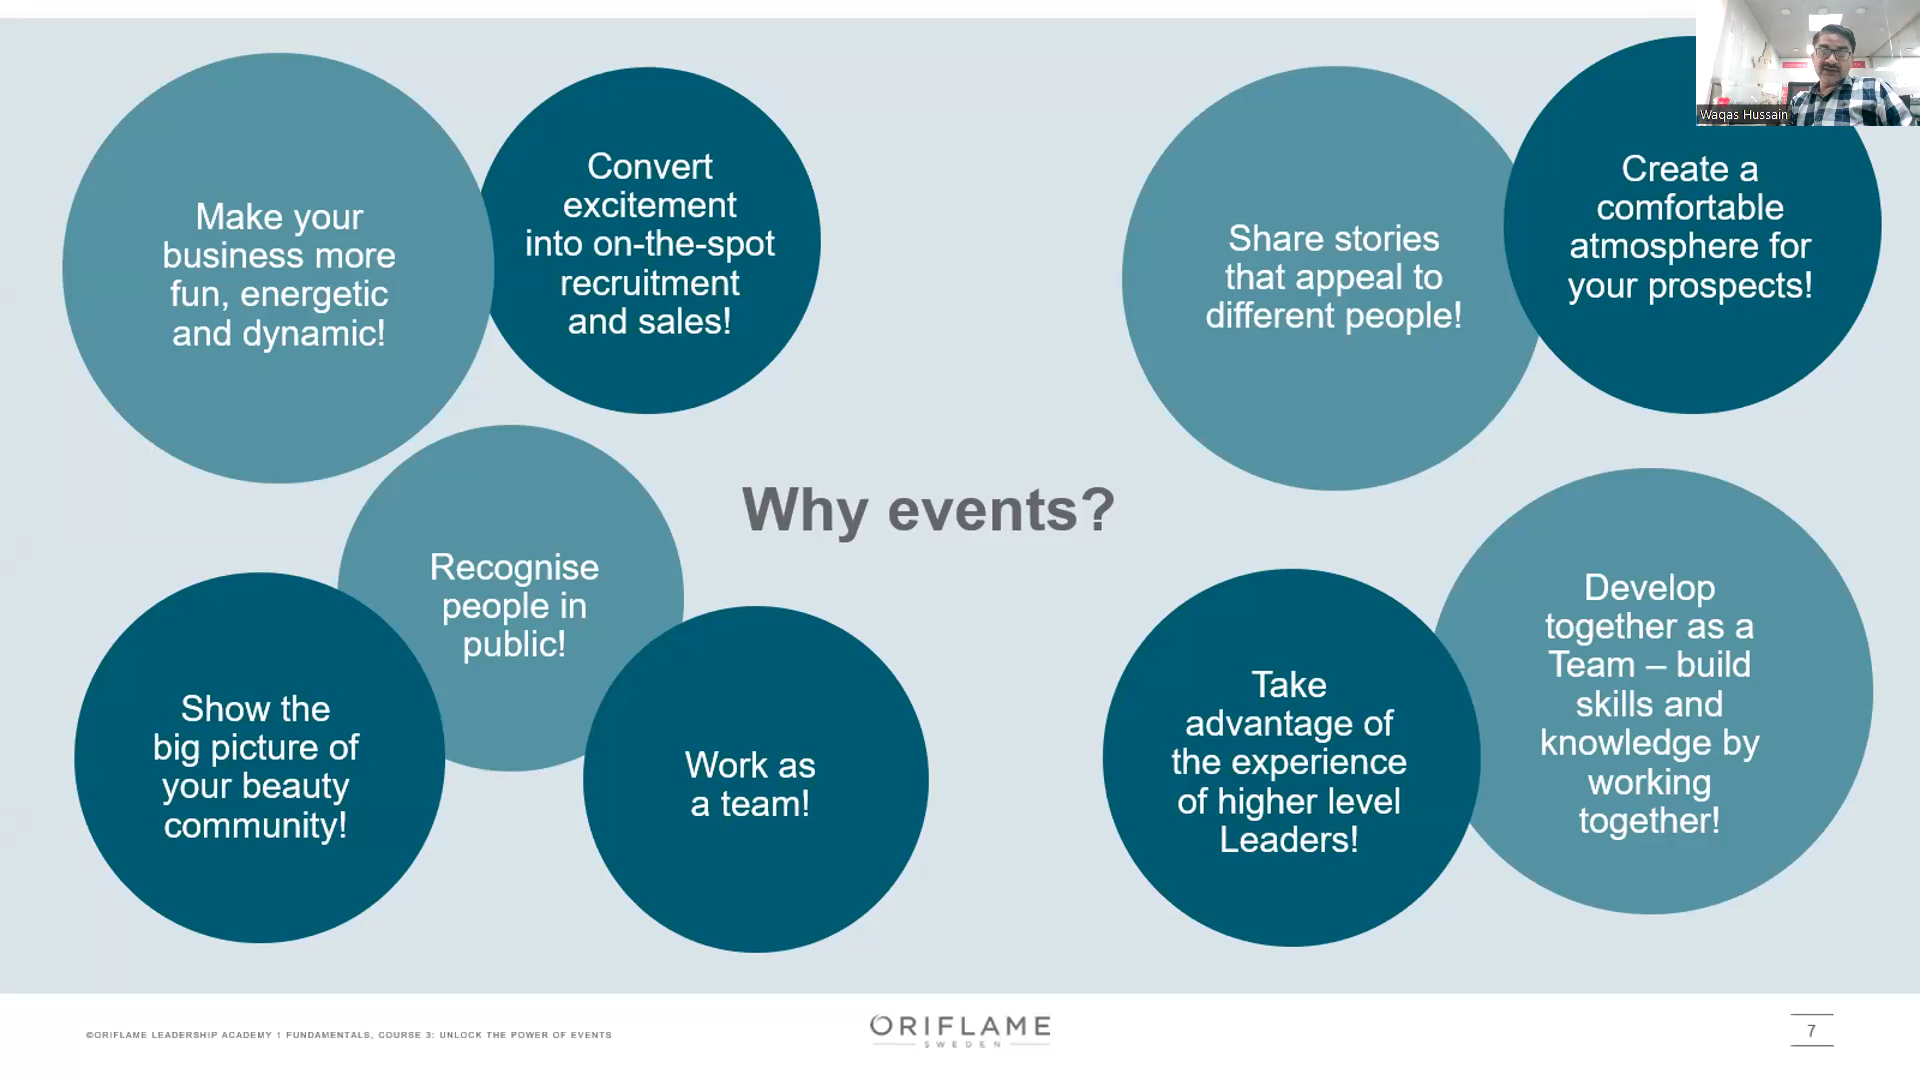 Make your
business more
fun, energetic
and dynamic!
Convert
excitement
into on-the-spot
recruitment
and sales!
Share stories
that appeal to
different people!
Create a
comfortable
atmosphere for
your prospects!
Waqas Hussain
Why events?
Recognise
people in
public!
Show the
big picture of
your beauty
community!
Work as
a team!
Take
advantage of
the experience
of higher level
Leaders!
Develop
together as a
Team – build
skills and
knowledge by
working
together!
©ORIFLAME LEADERSHIP ACADEMY 1 FUNDAMENTALS, COURSE 3: UNLOCK THE POWER OF EVENTS
ORIFLAME
SWEDEN
7